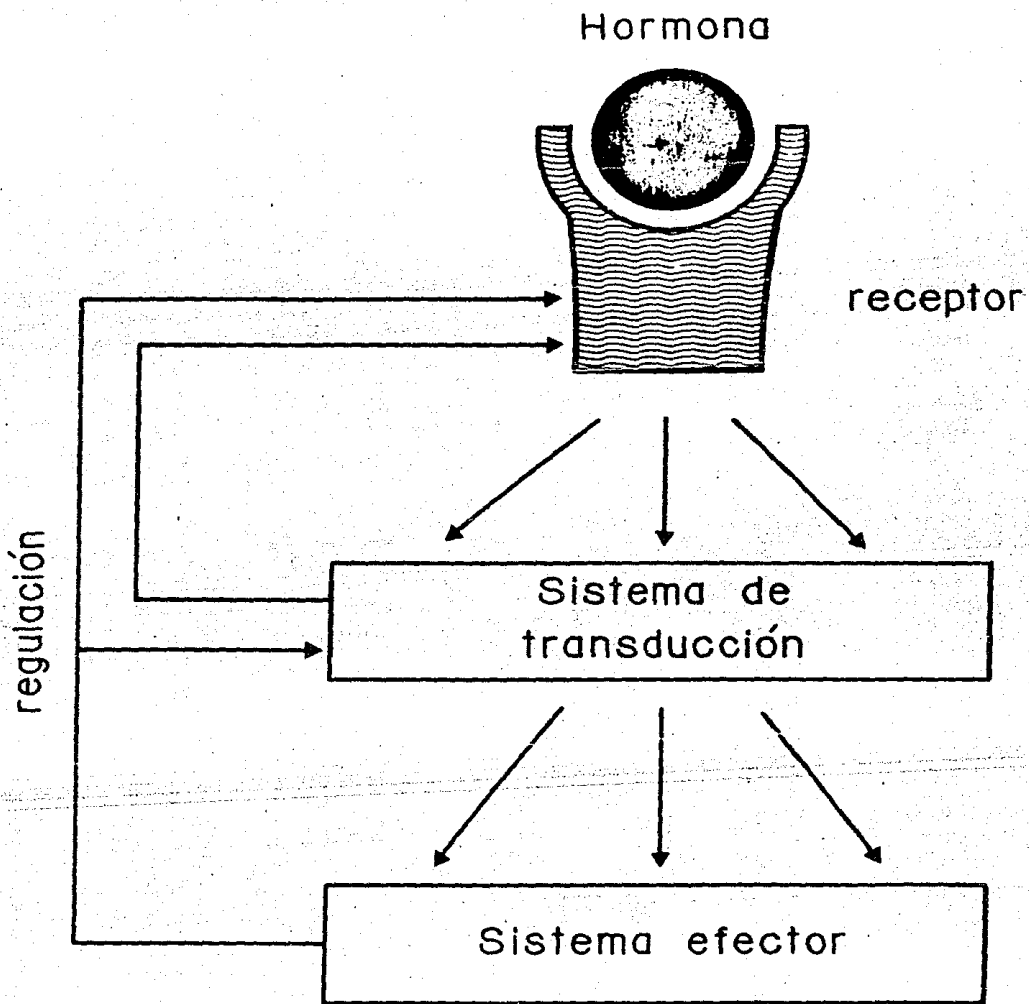 Hormona
receptor
regulación
Sistema de
transducción
Sistema efector